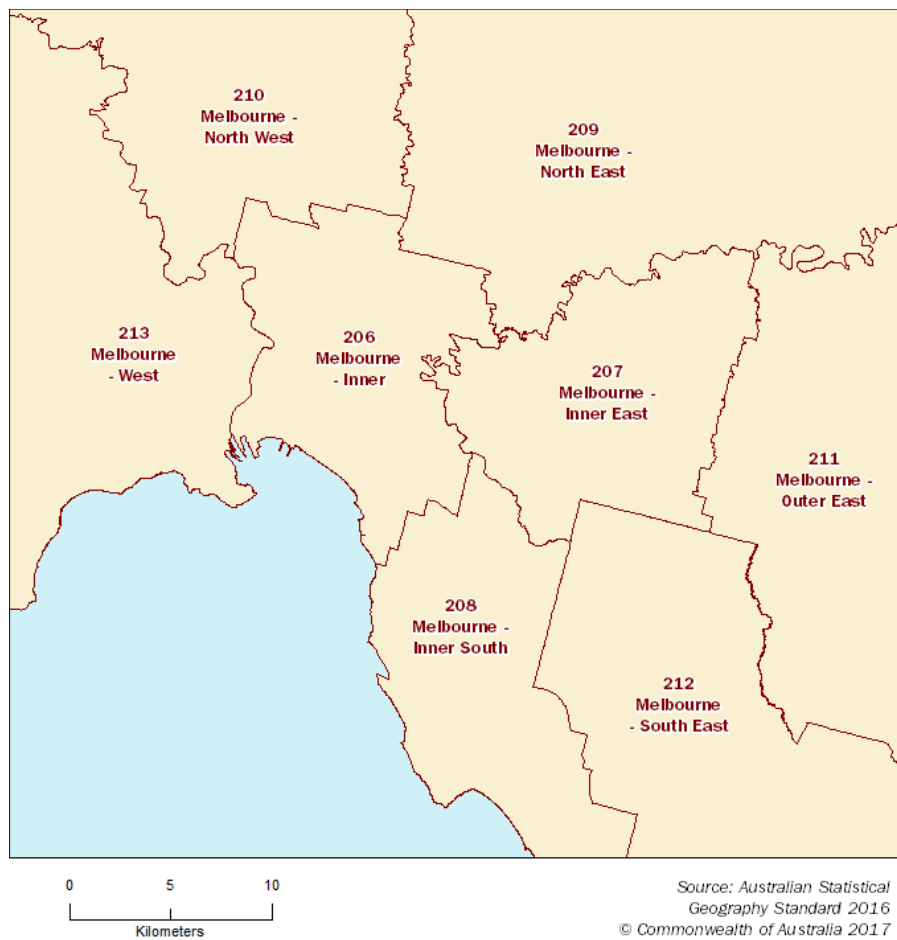 210
Melbourne -
North West
209
Melbourne -
North East
213
Melbourne
- West
206
Melbourne
- Inner
207
Melbourne -
Inner East
211
Melbourne -
Outer East
208
Melbourne -
Inner South
212
Melbourne
- South East
0 5 10
Kilometers
Source: Australian Statistical
Geography Standard 2016
© Commonwealth of Australia 2017